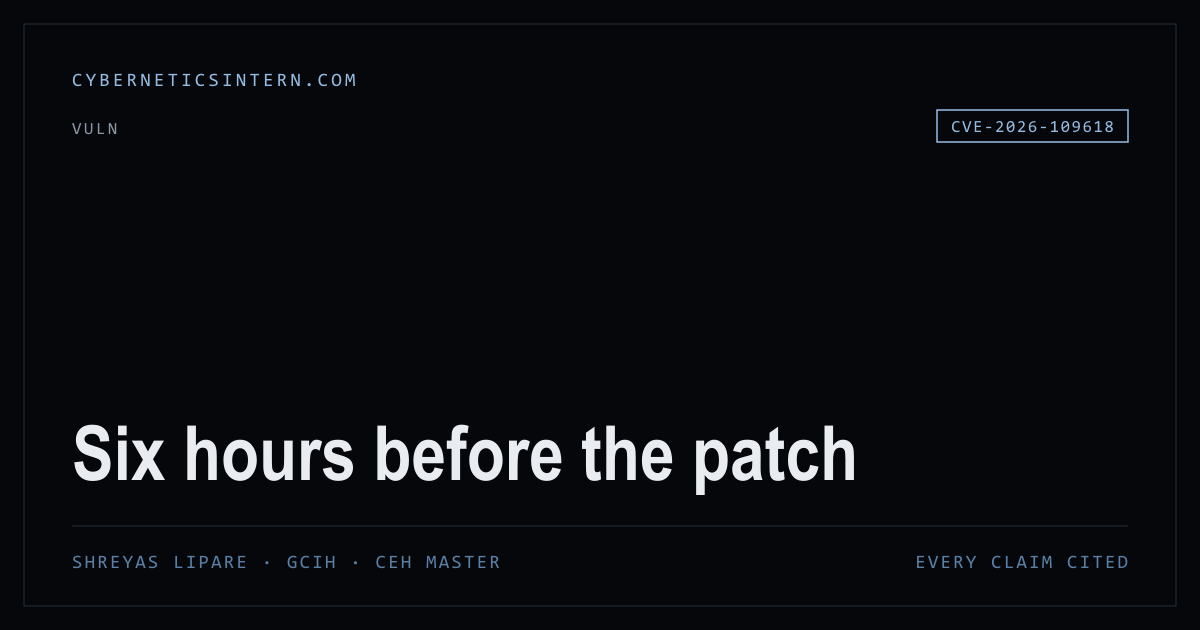 CYBERNETICSINTERN.COM
VULN
CVE-2026-109618
Six hours before the patch
SHREYAS LIPARE · GCIH · CEH MASTER
EVERY CLAIM CITED